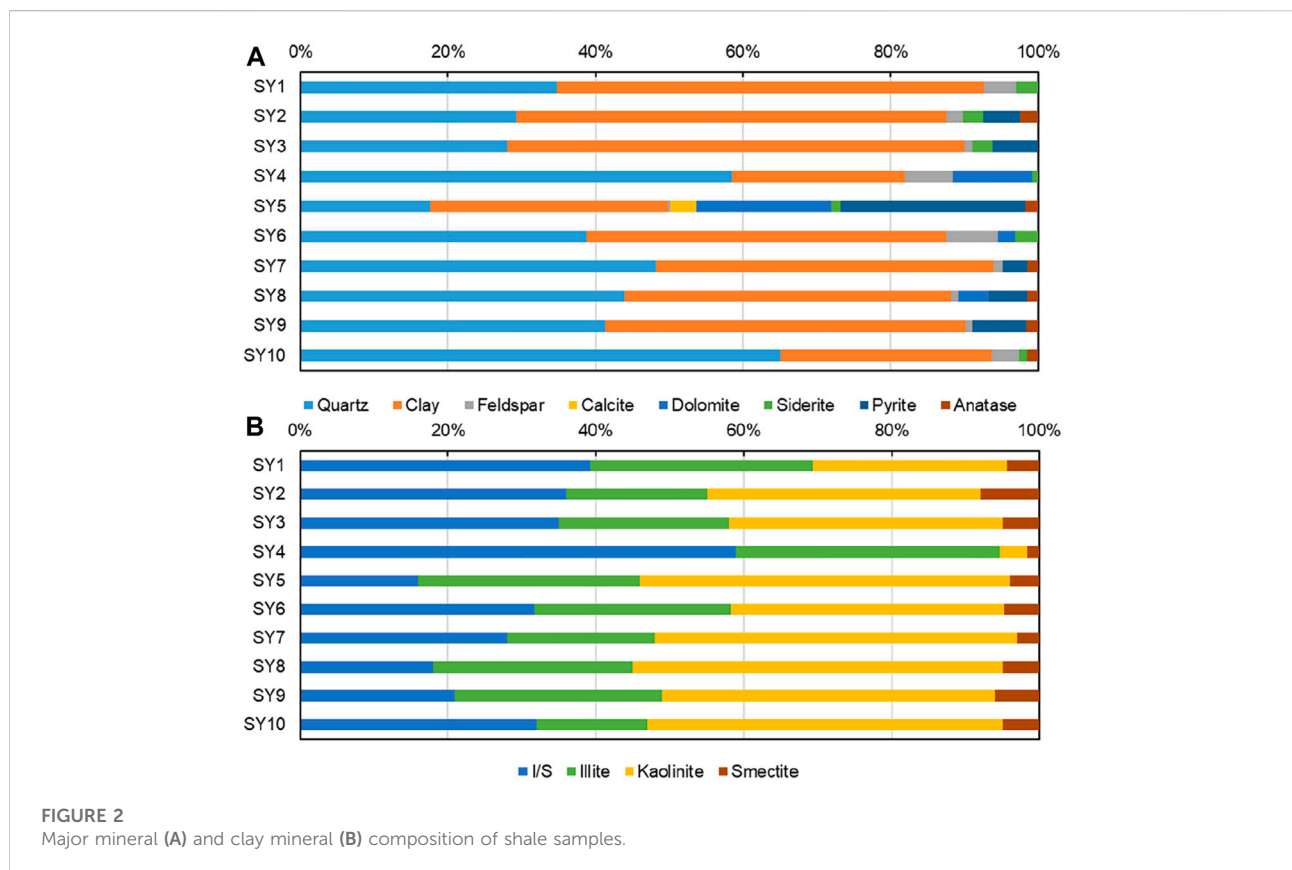 A
0% 20% 40% 60% 80% 100%
SY1
SY2
SY3
SY4
SY5
SY6
SY7
SY8
SY9
SY10
Quartz Clay Feldspar Calcite Dolomite Siderite Pyrite Anatase
B
0% 20% 40% 60% 80% 100%
SY1
SY2
SY3
SY4
SY5
SY6
SY7
SY8
SY9
SY10
I/S Illite Kaolinite Smectite
FIGURE 2
Major mineral (A) and clay mineral (B) composition of shale samples.